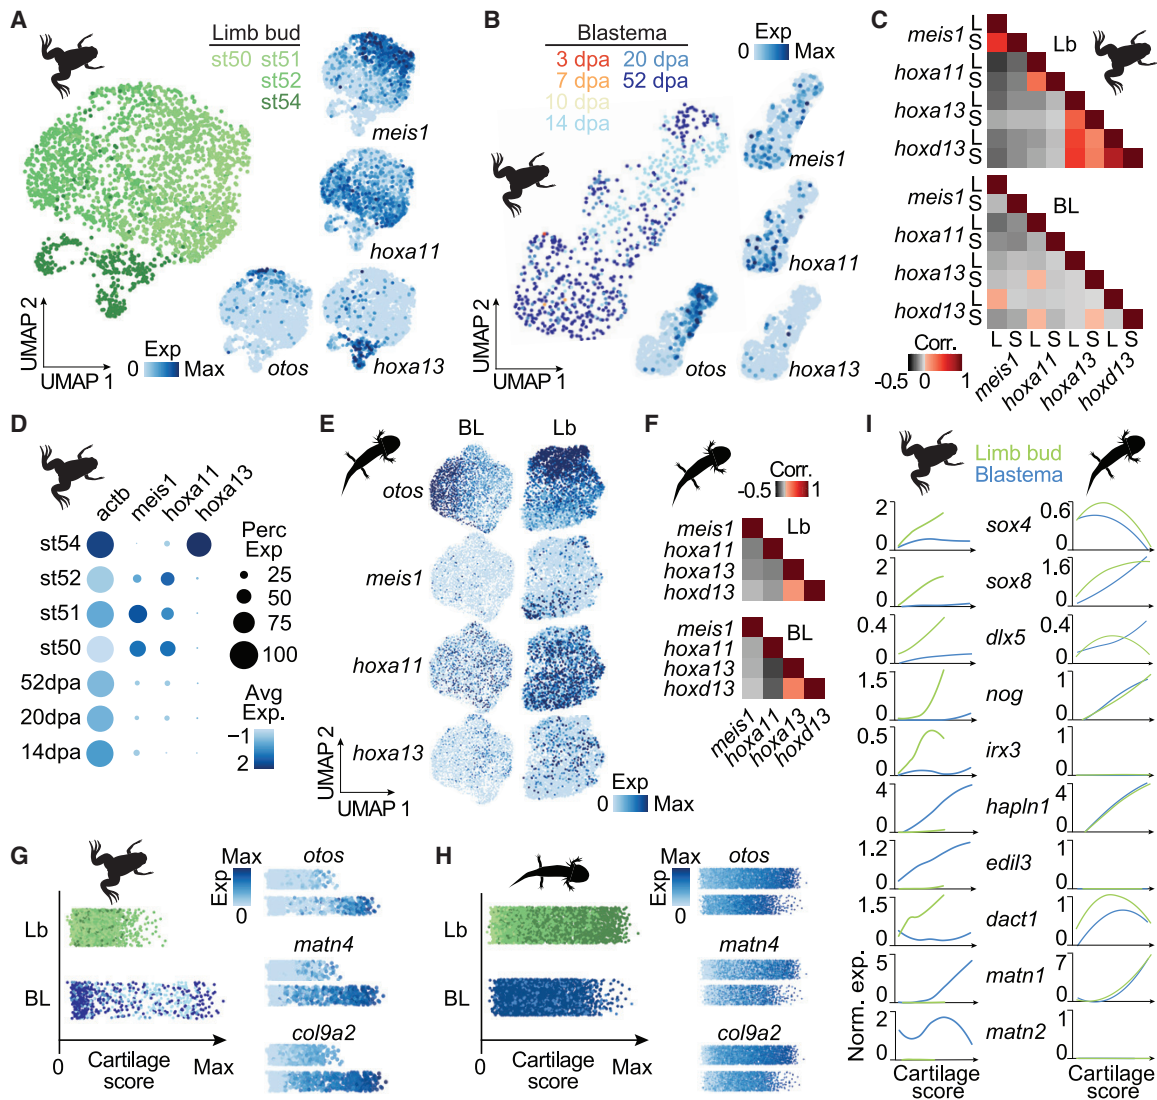 A
Limb bud
st50 st51
st52
st54
meis1
hoxa11
otos
hoxa13
UMAP 2
UMAP 1
Exp
0 Max
B
Blastema
3 dpa 20 dpa
7 dpa 52 dpa
10 dpa
14 dpa
Exp
0 Max
meis1
hoxa11
otos
hoxa13
UMAP 2
UMAP 1
C
Lb
meis1 L
S
hoxa11 L
S
hoxa13 L
S
hoxd13 L
S
BL
meis1 L
S
hoxa11 L
S
hoxa13 L
S
hoxd13 L
S
L S L S L S L S
meis1
hoxa11
hoxa13
hoxd13
Corr.
-0.5 0 1
D
actb
meis1
hoxa11
hoxa13
st54
st52
st51
st50
52dpa
20dpa
14dpa
Perc
Exp
25
50
75
100
Avg
Exp.
−1
2
E
BL Lb
otos
meis1
hoxa11
hoxa13
UMAP 2
UMAP 1
Exp
0 Max
F
Corr.
-0.5 1
Lb
meis1
hoxa11
hoxa13
hoxd13
BL
meis1
hoxa11
hoxa13
hoxd13
meis1
hoxa11
hoxa13
hoxd13
G
Lb
BL
0 Cartilage Max
score
Max
Exp
0
otos
matn4
col9a2
H
Lb
BL
0 Cartilage Max
score
Max
Exp
0
otos
matn4
col9a2
I
Limb bud
Blastema
2
0
sox4
0.6
0
2
0
sox8
1.6
0
0.4
0
dlx5
0.4
0
1.5
0
nog
1
0
0.5
0
irx3
1
0
4
0
hapln1
4
0
1.2
0
edil3
1
0
1.5
0
dact1
1
0
5
0
matn1
7
0
2
0
matn2
1
0
Norm. exp.
Cartilage
score
Cartilage
score